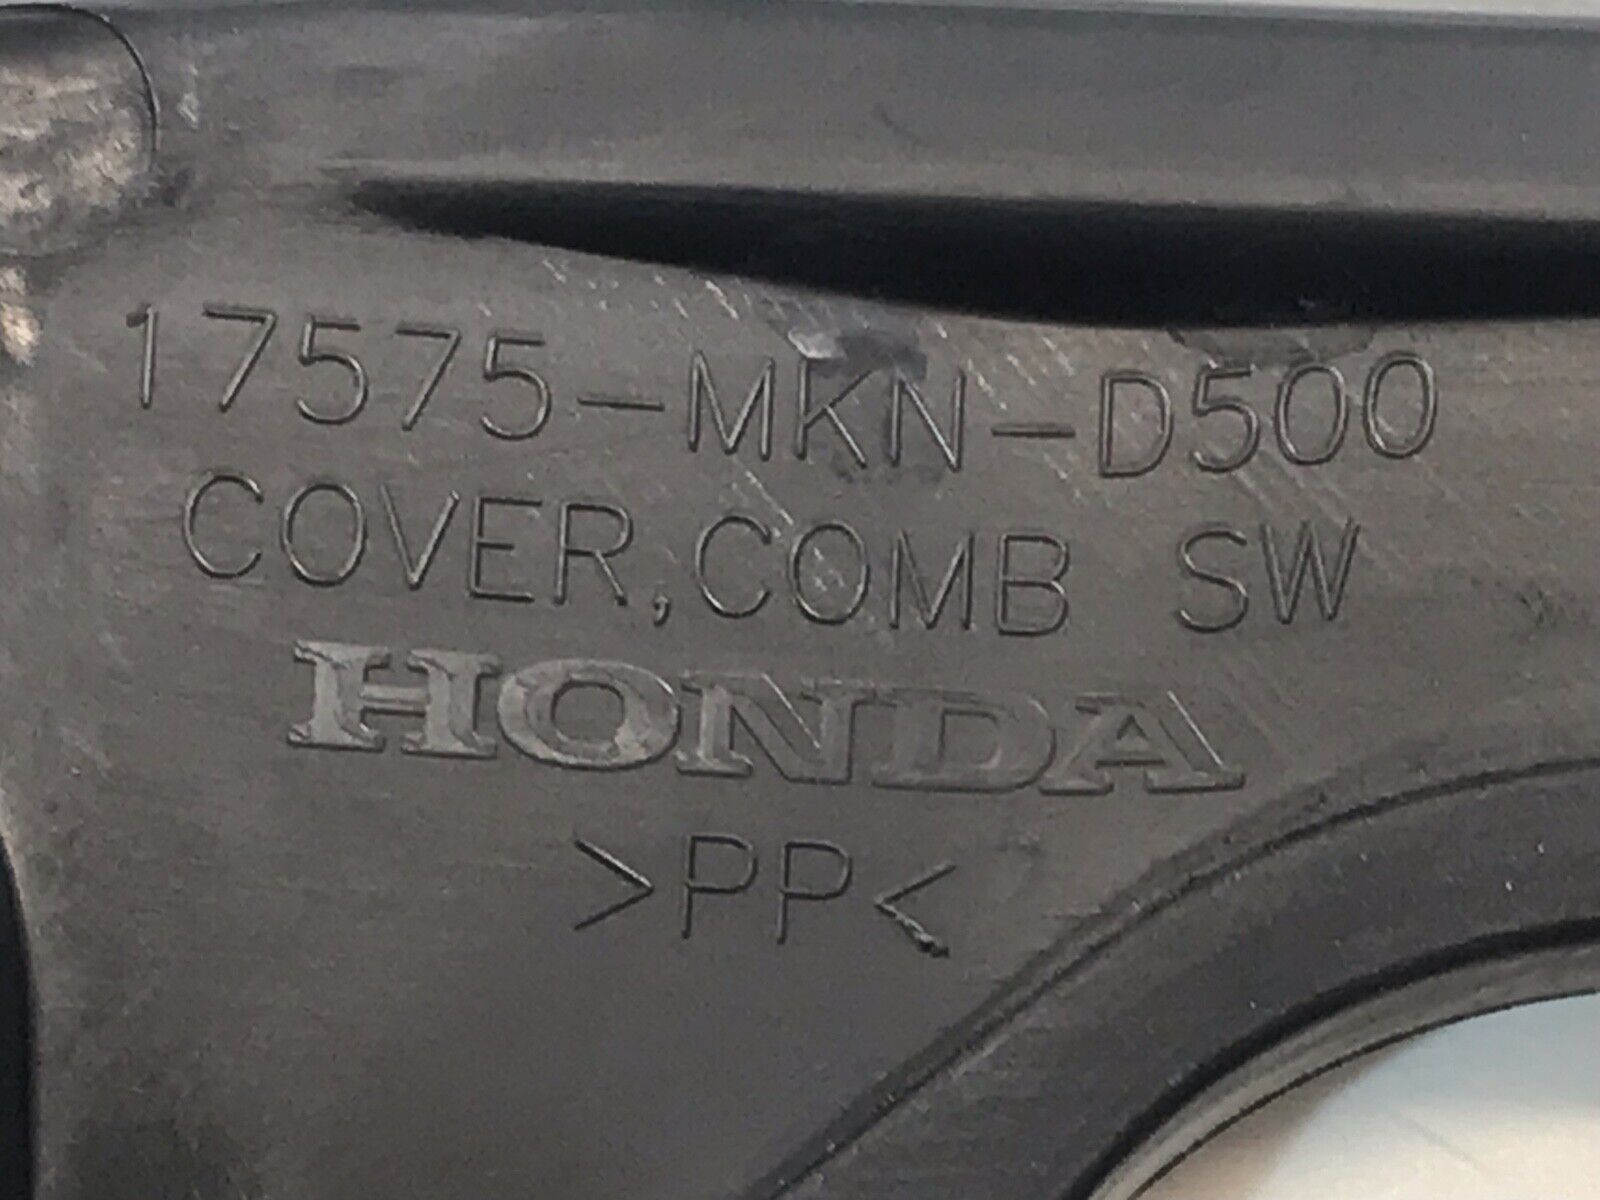 17575-MKN-D500
COVER,COMB SW
HONDA
>PP<